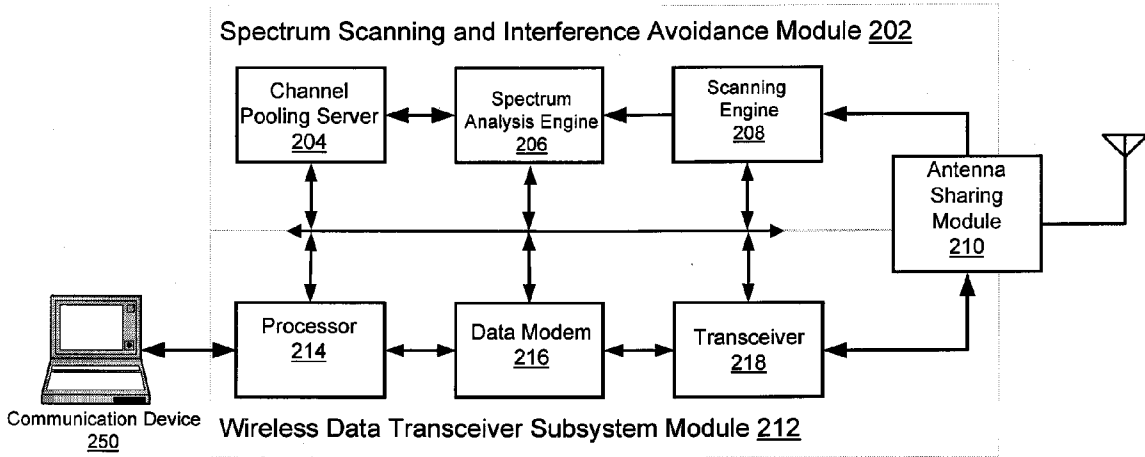 Spectrum Scanning and Interference Avoidance Module 202
Channel
Pooling Server
204
Spectrum
Analysis Engine
206
Scanning
Engine
208
Antenna
Sharing
Module
210
Processor
214
Data Modem
216
Transceiver
218
Communication Device
250
Wireless Data Transceiver Subsystem Module 212